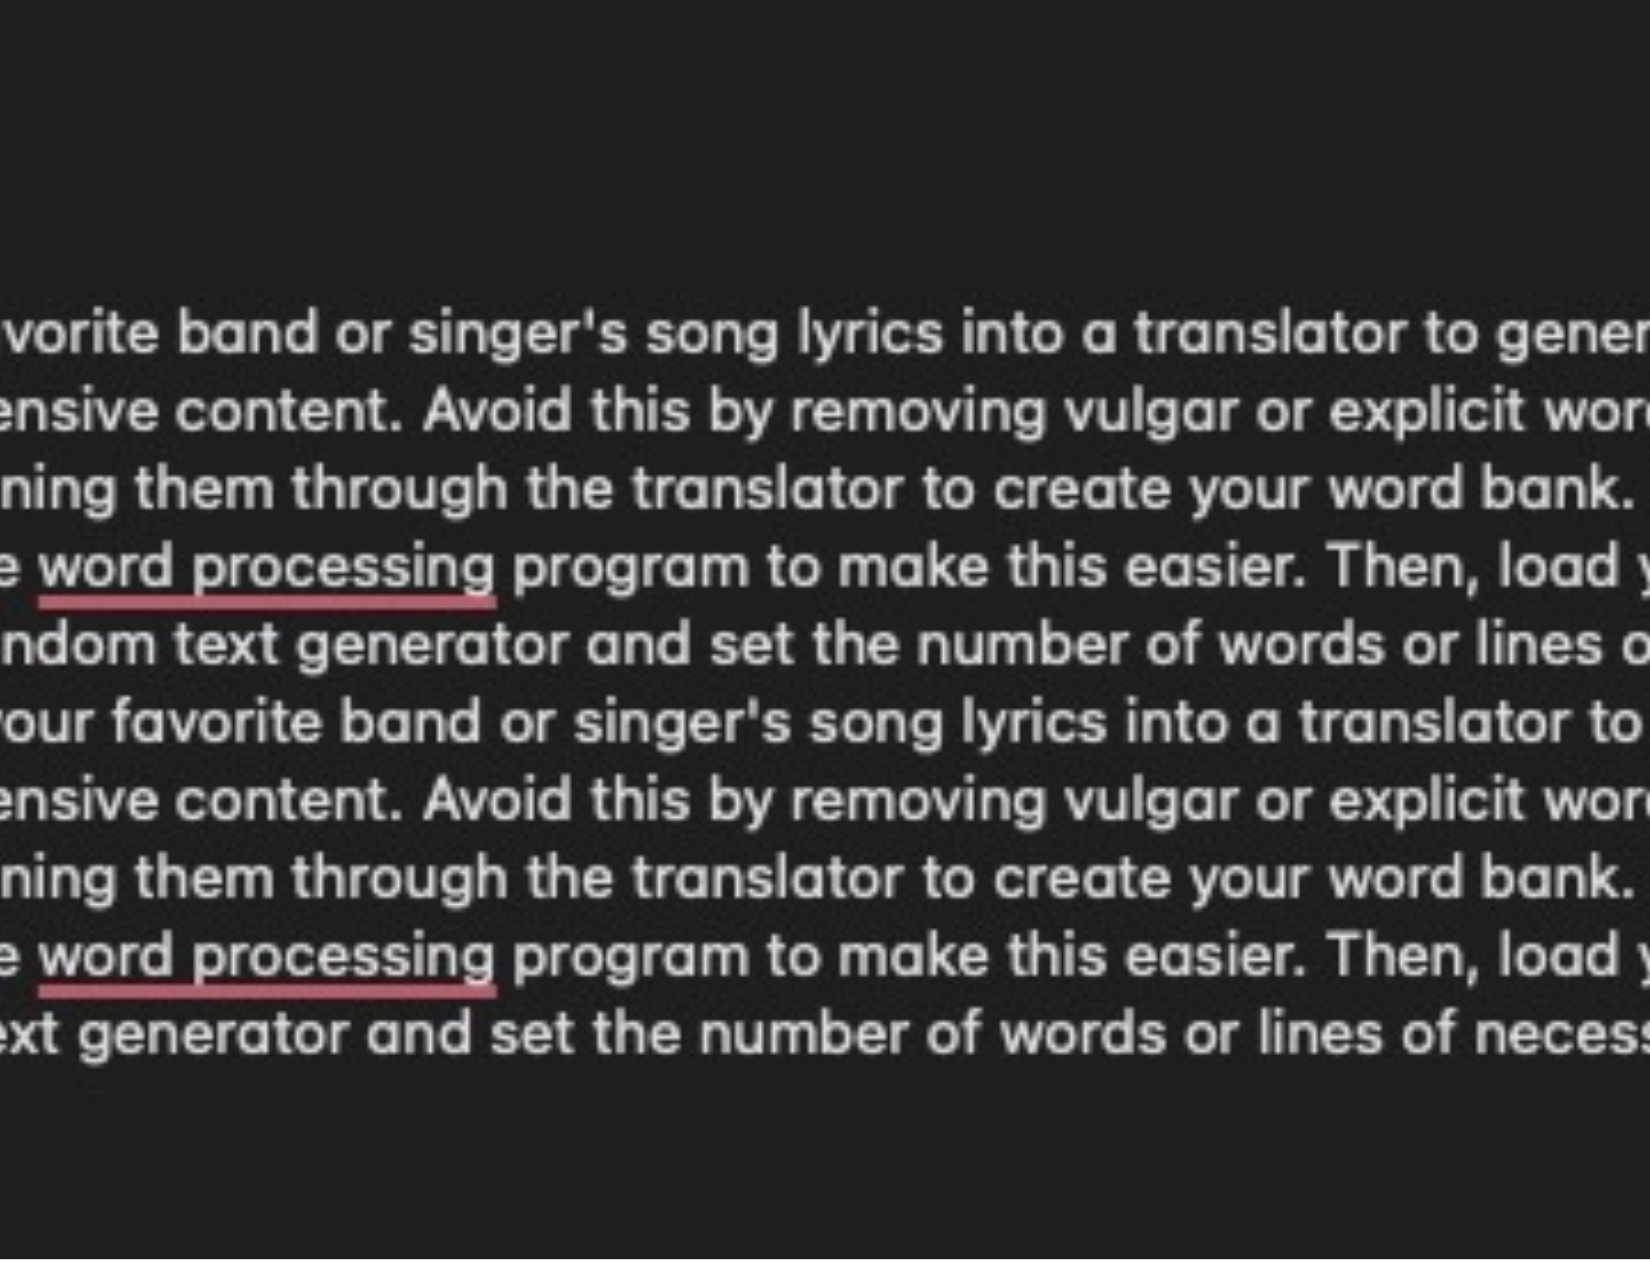 vorite band or singer's song lyrics into a translator to gener
ensive content. Avoid this by removing vulgar or explicit wor
ning them through the translator to create your word bank.
e word processing program to make this easier. Then, load y
ndom text generator and set the number of words or lines o
our favorite band or singer's song lyrics into a translator to
ensive content. Avoid this by removing vulgar or explicit wor
ning them through the translator to create your word bank.
e word processing program to make this easier. Then, load y
ext generator and set the number of words or lines of necess